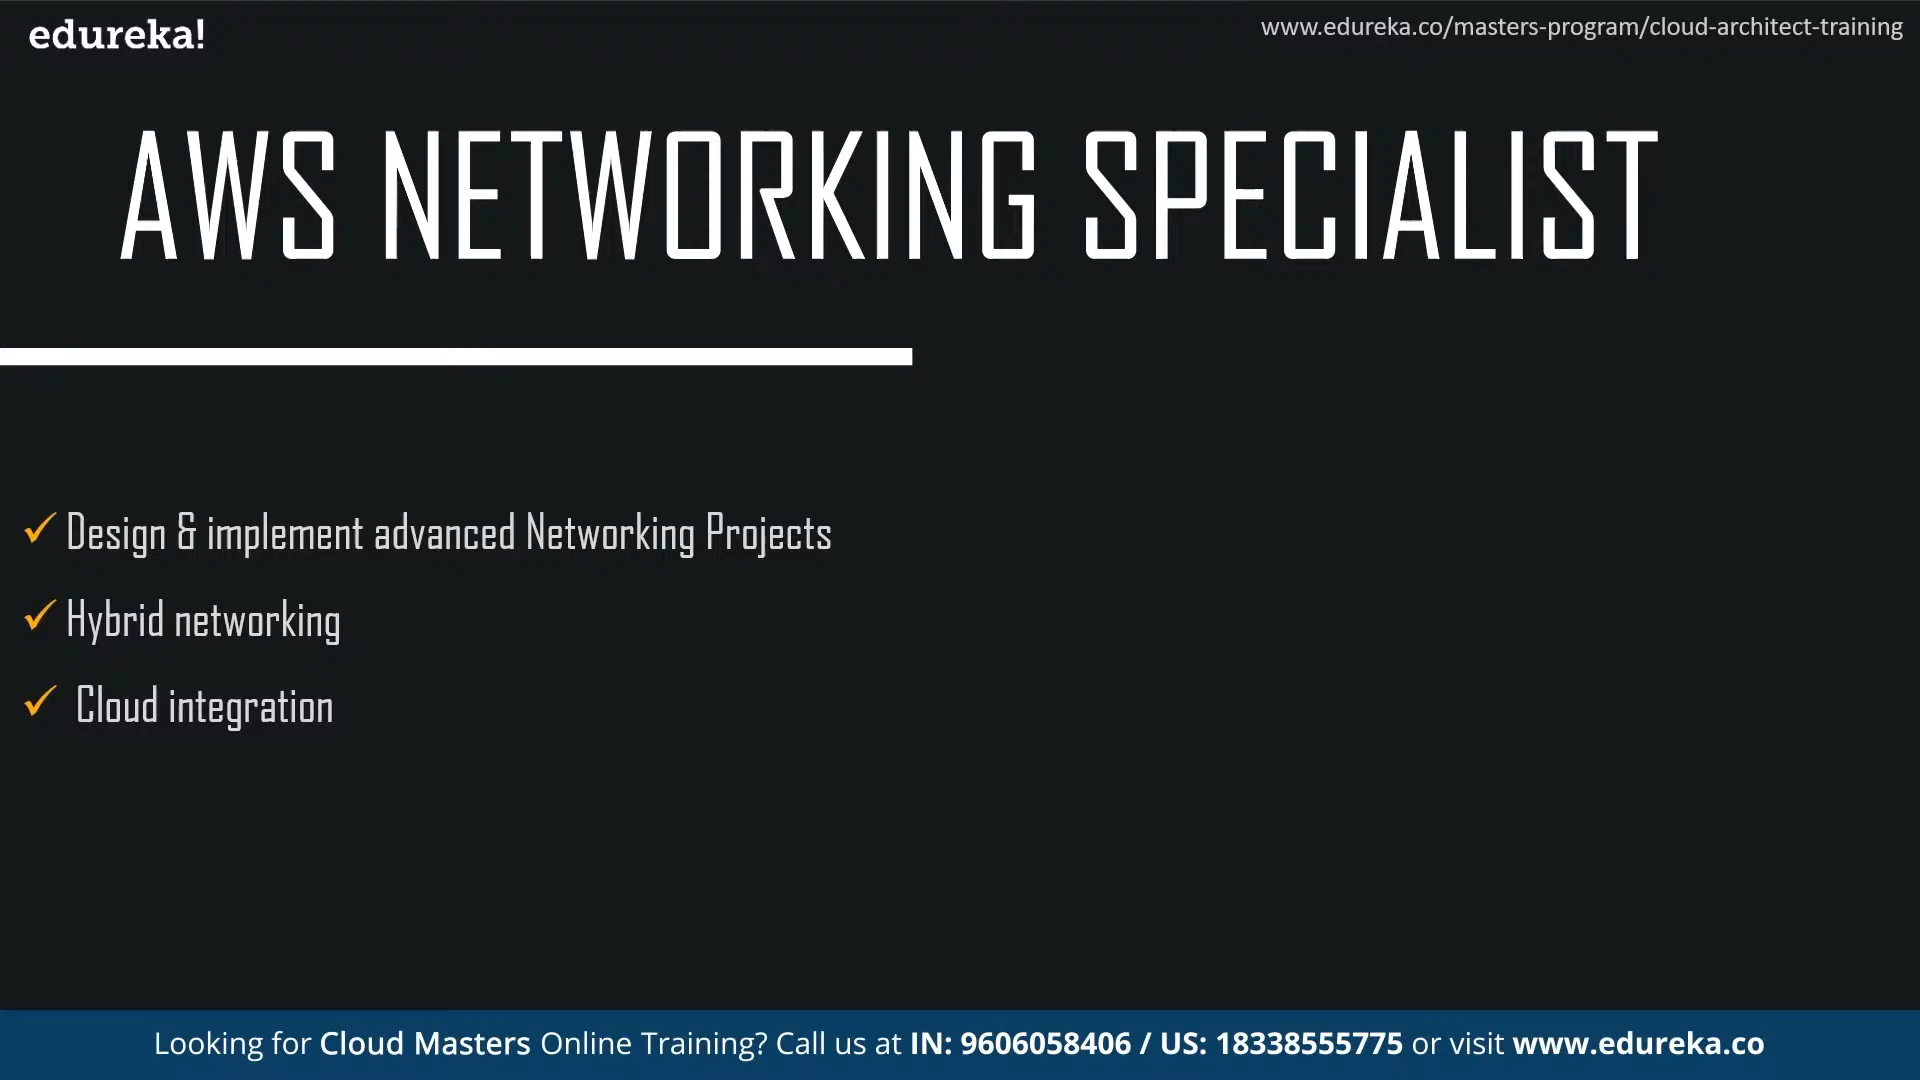 edureka!
www.edureka.co/masters-program/cloud-architect-training
AWS NETWORKING SPECIALIST
✓ Design & implement advanced Networking Projects
✓ Hybrid networking
✓ Cloud integration
Looking for Cloud Masters Online Training? Call us at IN: 9606058406 / US: 18338555775 or visit www.edureka.co